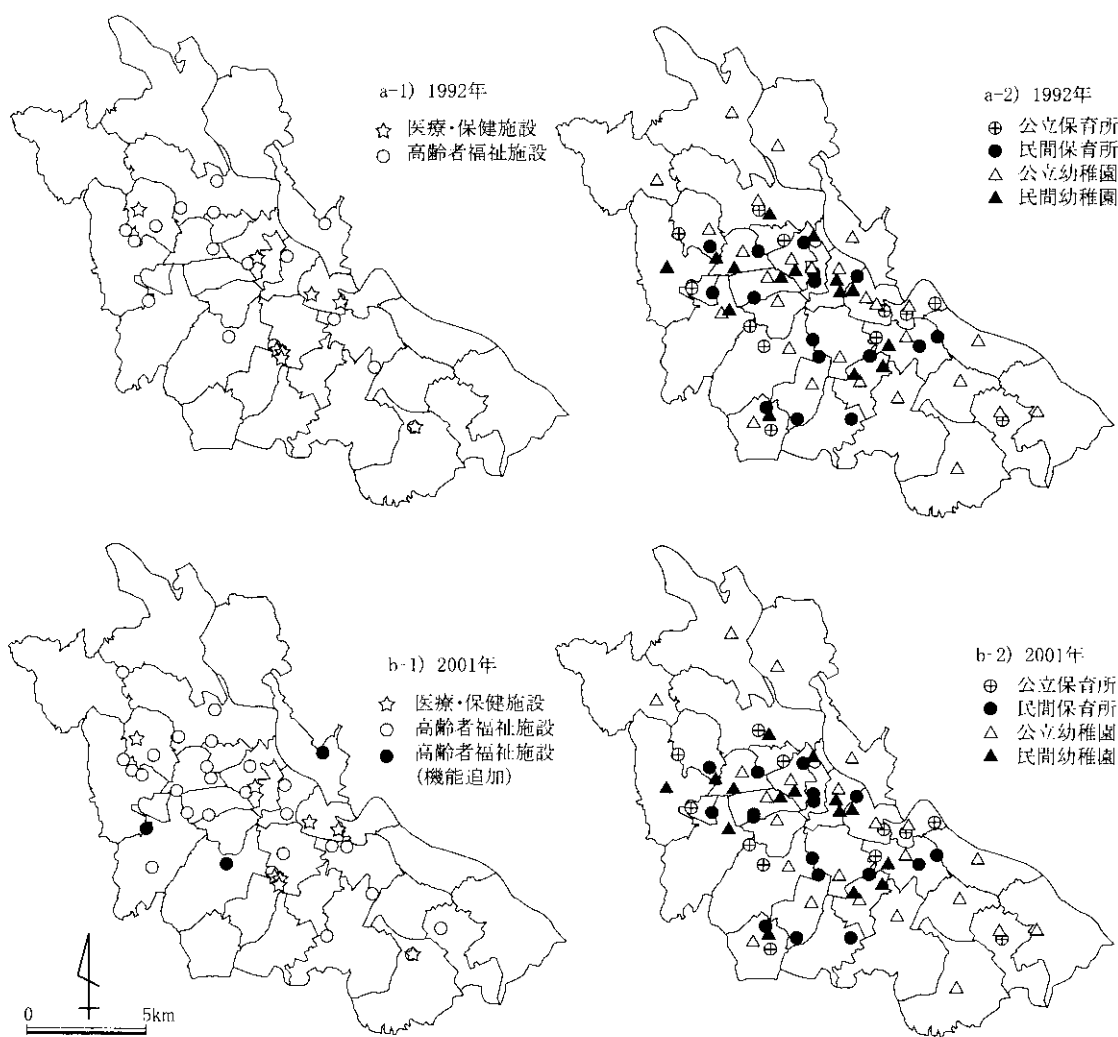 a-1) 1992年
医療・保健施設
高齢者福祉施設
a-2) 1992年
公立保育所
民間保育所
公立幼稚園
民間幼稚園
b-1) 2001年
医療・保健施設
高齢者福祉施設
高齢者福祉施設
(機能追加)
b-2) 2001年
公立保育所
民間保育所
公立幼稚園
民間幼稚園
0 5km